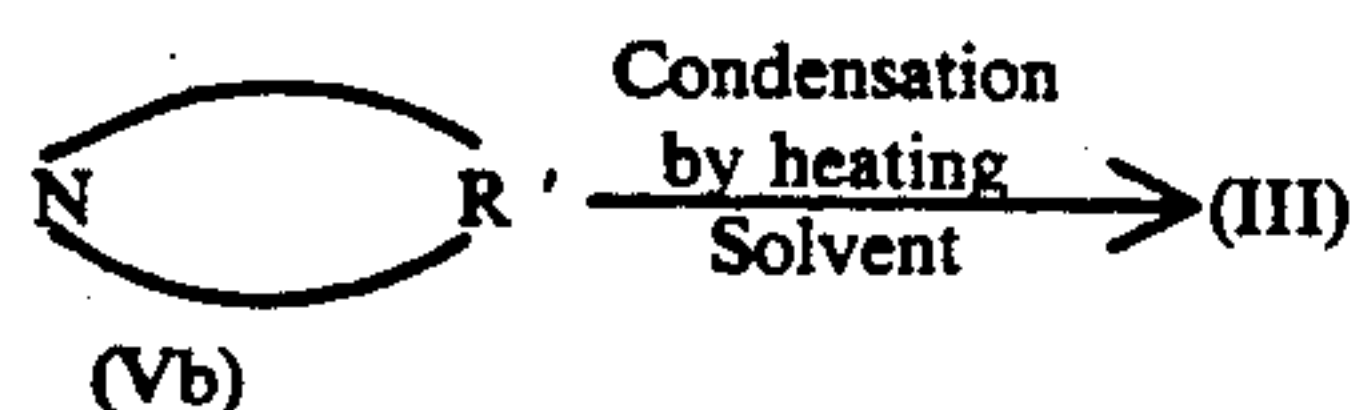 Condensation
by heating
N R ' (III)
Solvent
(Vb)